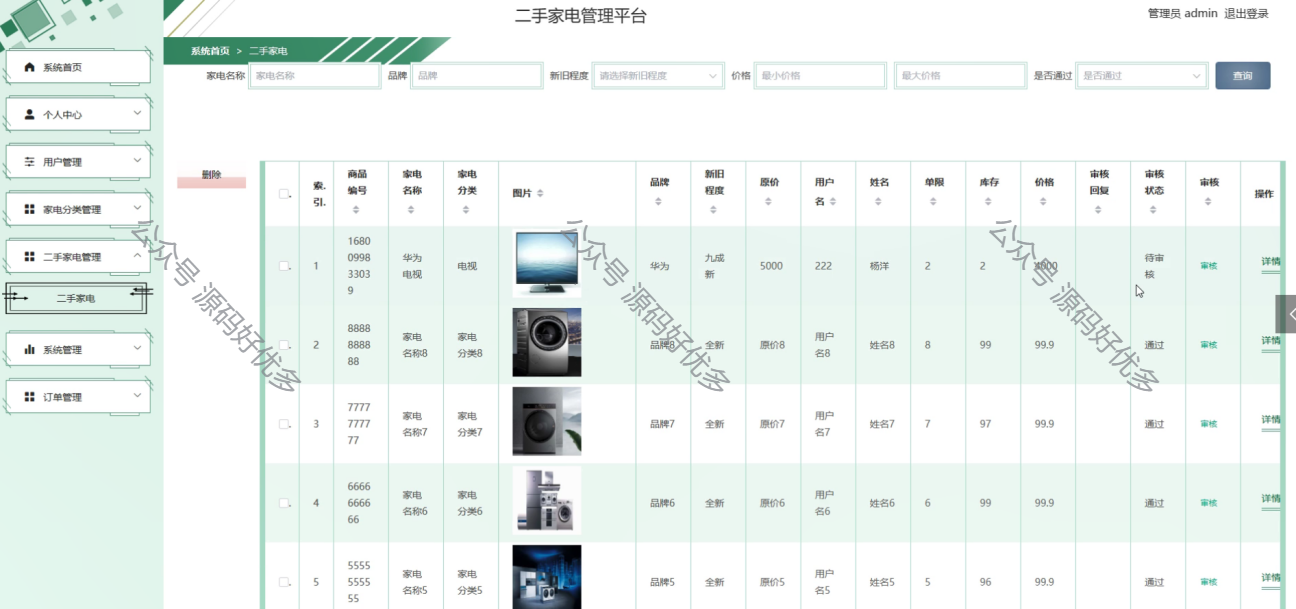 二手家电管理平台
管理员 admin 退出登录
系统首页 > 二手家电
系统首页
个人中心
用户管理
家电分类管理
二手家电管理
二手家电
系统管理
订单管理
家电名称 家电名称 品牌 品牌 新旧程度 请选择新旧程度 价格 最小价格 最大价格 是否通过 是否通过 查询
删除
索. 商品 家电 家电 图片 品牌 新旧 原价 用户 姓名 单限 库存 价格 审核 审核 审核 操作
引. 编号 名称 分类 程度 名 回复 状态
1 1680 华为 电视 华为 九成 5000 222 杨洋 2 2 4000 待审 审核 详情
0998 电视 新 核
3303
9
2 8888 家电 家电 品牌8 全新 原价8 用户 姓名8 8 99 99.9 通过 审核 详情
8888 名称8 分类8 名8
88
3 7777 家电 家电 品牌7 全新 原价7 用户 姓名7 7 97 99.9 通过 审核 详情
7777 名称7 分类7 名7
77
4 6666 家电 家电 品牌6 全新 原价6 用户 姓名6 6 99 99.9 通过 审核 详情
6666 名称6 分类6 名6
66
5 5555 家电 家电 品牌5 全新 原价5 用户 姓名5 5 96 99.9 通过 审核 详情
5555 名称5 分类5 名5
55
公众号 源码好优多
公众号 源码好优多
公众号 源码好优多